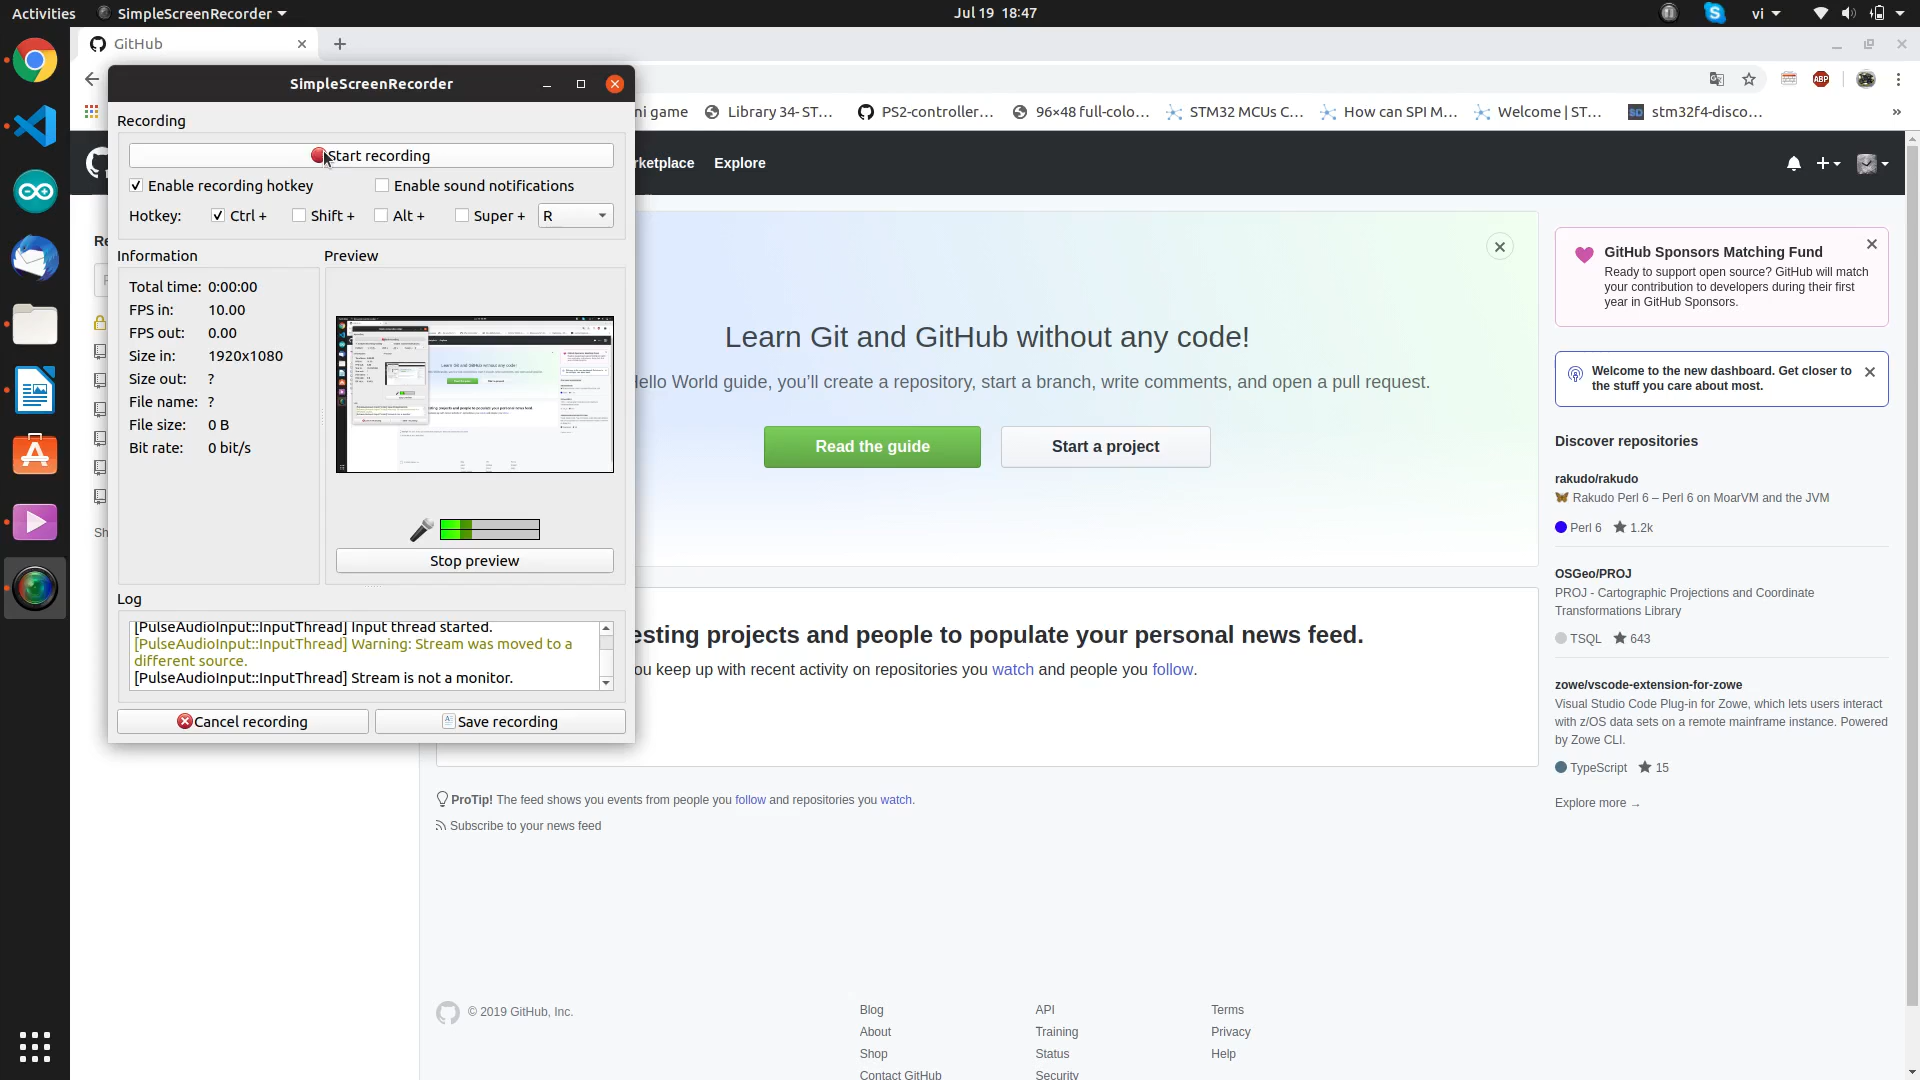 Activities
SimpleScreenRecorder
Jul 19 18:47
vi
GitHub
SimpleScreenRecorder
ni game
Library 34- ST…
PS2-controller…
96×48 full-colo…
STM32 MCUs C…
How can SPI M…
Welcome | ST…
stm32f4-disco…
»
Recording
Start recording
Enable recording hotkey
Enable sound notifications
Hotkey:
Ctrl +
Shift +
Alt +
Super +
R
Information
Total time: 0:00:00
FPS in: 10.00
FPS out: 0.00
Size in: 1920x1080
Size out: ?
File name: ?
File size: 0 B
Bit rate: 0 bit/s
Preview
Stop preview
Log
[PulseAudioInput::InputThread] Input thread started.
[PulseAudioInput::InputThread] Warning: Stream was moved to a
different source.
[PulseAudioInput::InputThread] Stream is not a monitor.
Cancel recording
Save recording
ABP
rketplace
Explore
Re
Sh
Learn Git and GitHub without any code!
ello World guide, you’ll create a repository, start a branch, write comments, and open a pull request.
Read the guide
Start a project
esting projects and people to populate your personal news feed.
ou keep up with recent activity on repositories you watch and people you follow.
ProTip! The feed shows you events from people you follow and repositories you watch.
Subscribe to your news feed
GitHub Sponsors Matching Fund
Ready to support open source? GitHub will match
your contribution to developers during their first
year in GitHub Sponsors.
Welcome to the new dashboard. Get closer to
the stuff you care about most.
Discover repositories
rakudo/rakudo
Rakudo Perl 6 – Perl 6 on MoarVM and the JVM
Perl 6
1.2k
OSGeo/PROJ
PROJ - Cartographic Projections and Coordinate
Transformations Library
TSQL
643
zowe/vscode-extension-for-zowe
Visual Studio Code Plug-in for Zowe, which lets users interact
with z/OS data sets on a remote mainframe instance. Powered
by Zowe CLI.
TypeScript
15
Explore more →
© 2019 GitHub, Inc.
Blog
About
Shop
Contact GitHub
API
Training
Status
Security
Terms
Privacy
Help